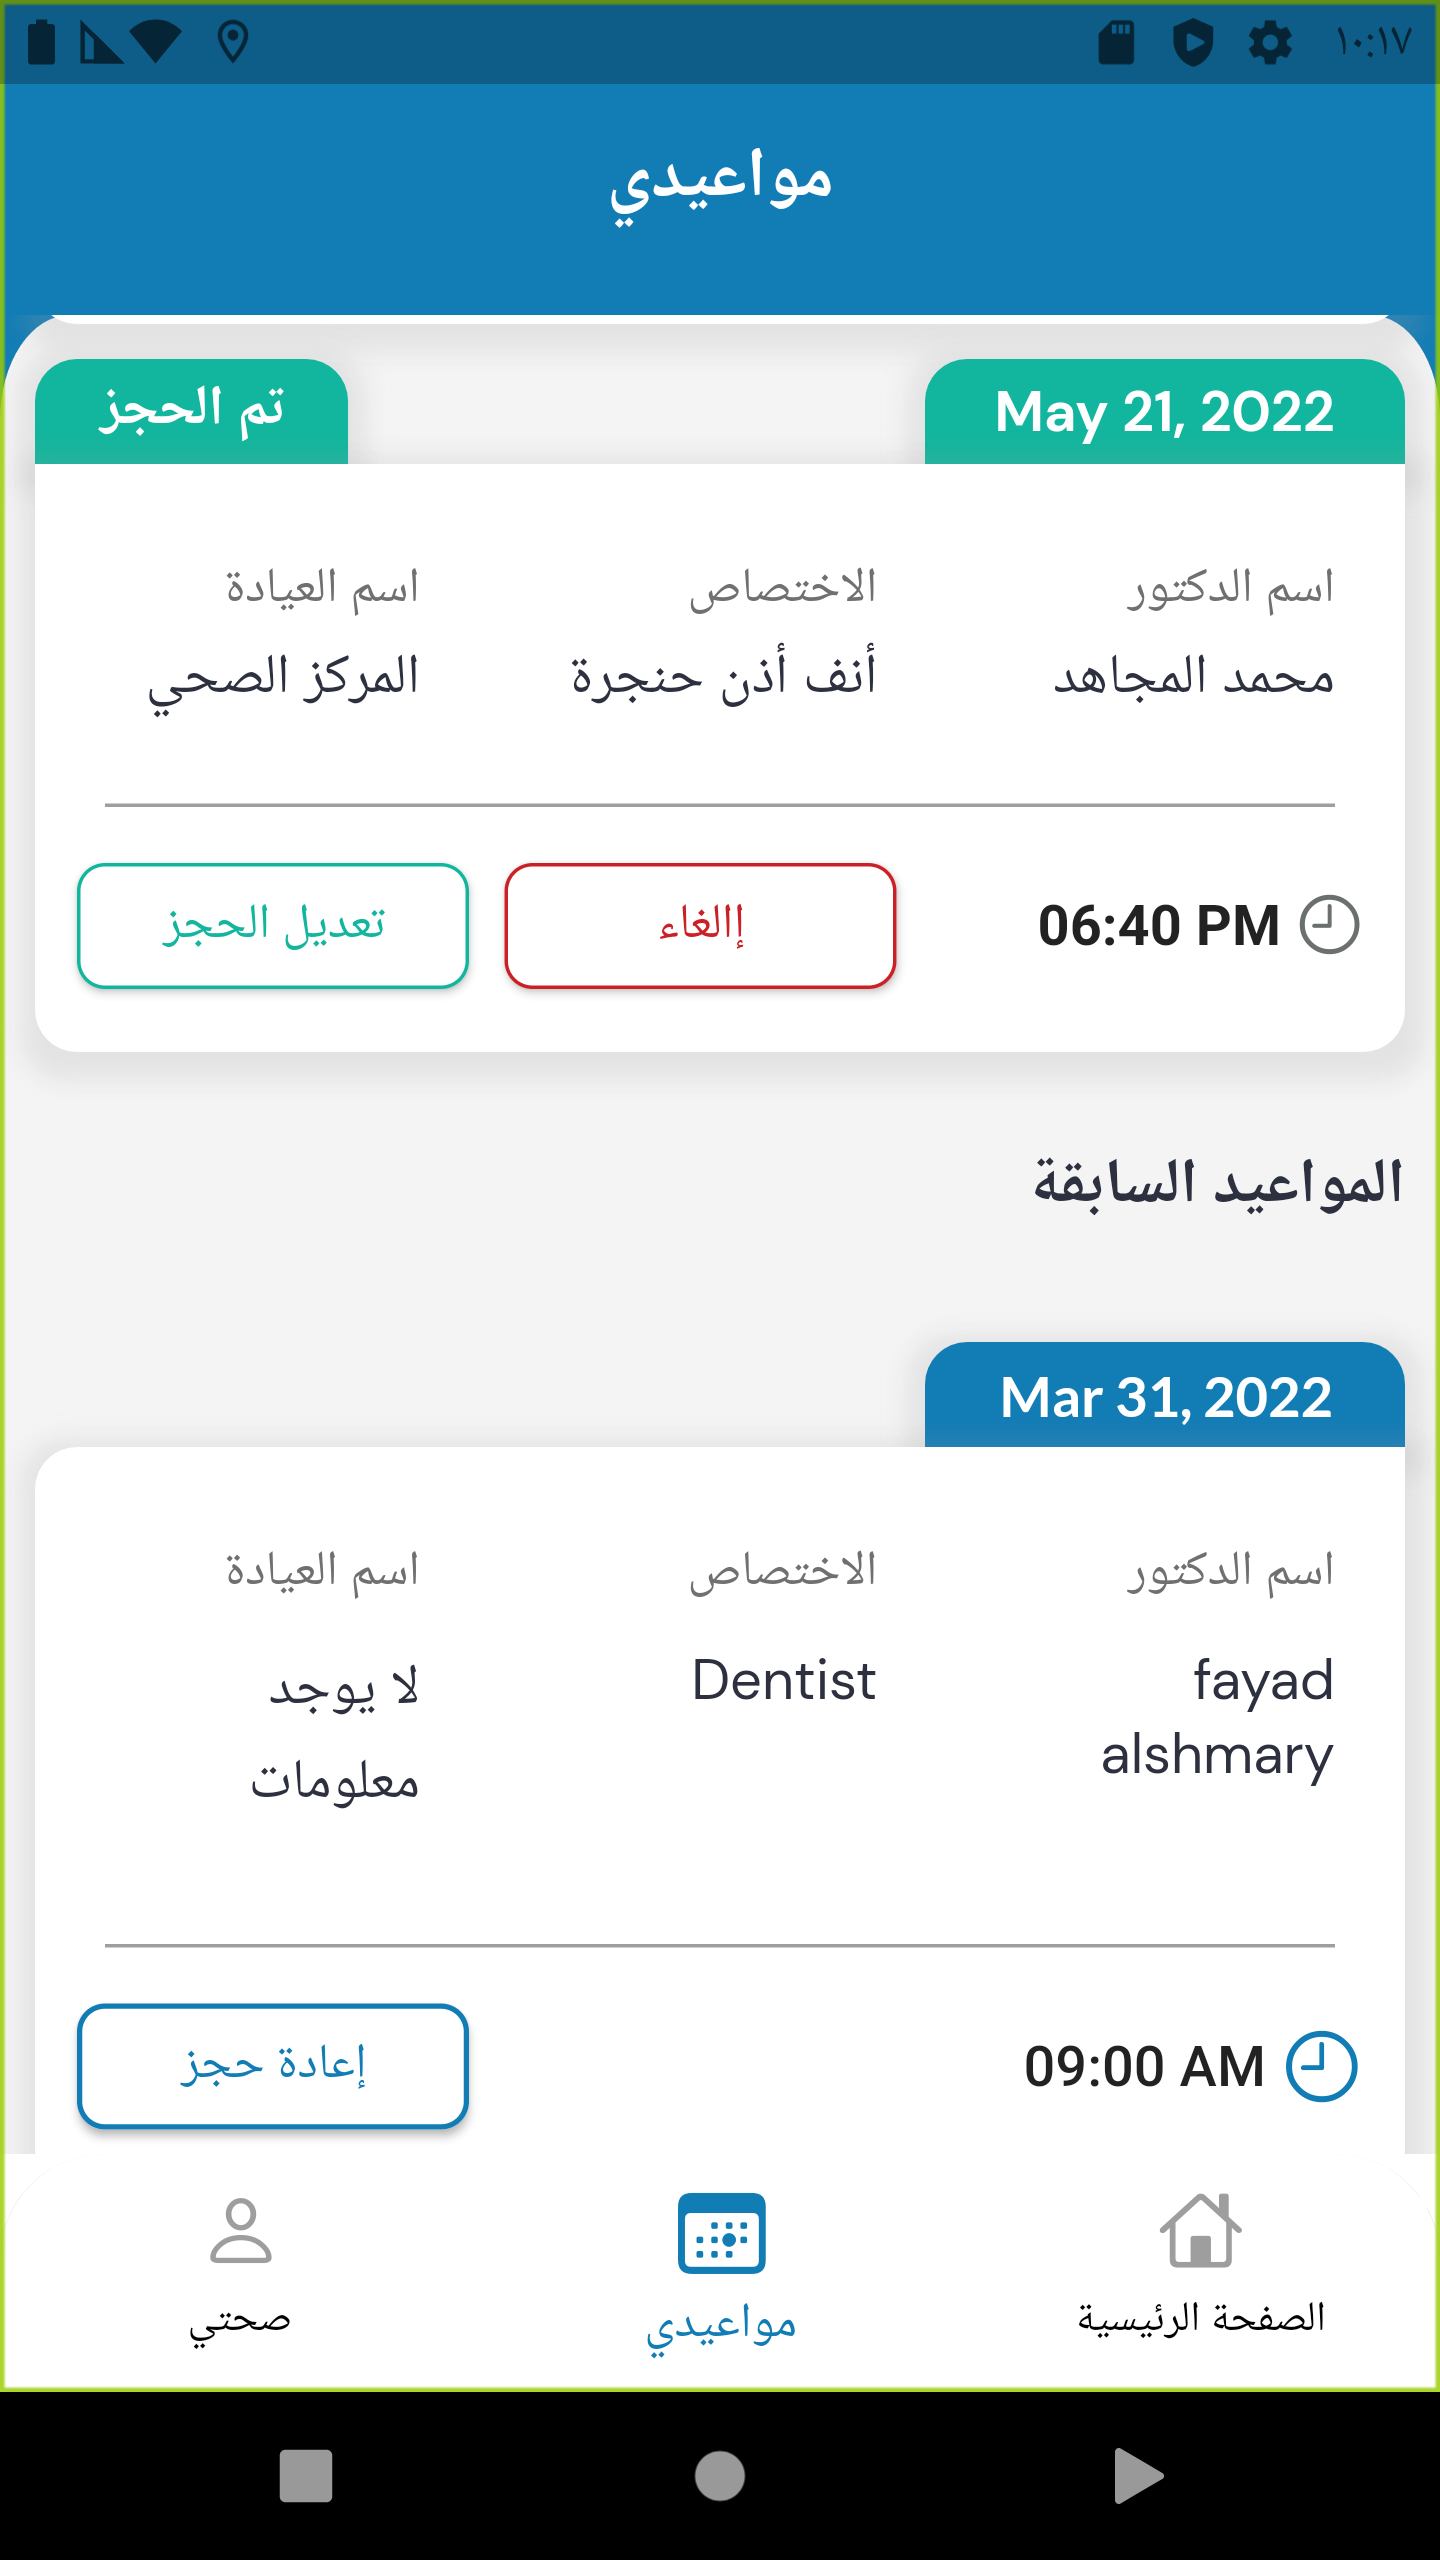 ١٠:١٧
مواعيدي
May 21, 2022
تم الحجز
اسم الدكتور
الاختصاص
اسم العيادة
محمد المجاهد
أنف أذن حنجرة
المركز الصحي
06:40 PM
إالغاء
تعديل الحجز
المواعيد السابقة
Mar 31, 2022
اسم الدكتور
الاختصاص
اسم العيادة
fayad
alshmary
Dentist
لا يوجد
معلومات
09:00 AM
إعادة حجز
الصفحة الرئيسية
مواعيدي
صحتي